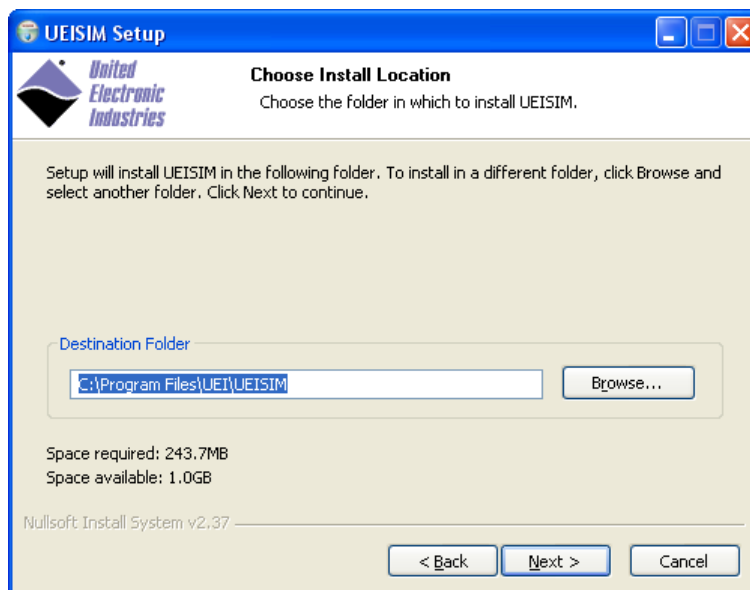 UEISIM Setup
United
Electronic
Industries
Choose Install Location
Choose the folder in which to install UEISIM.
Setup will install UEISIM in the following folder. To install in a different folder, click Browse and
select another folder. Click Next to continue.
Destination Folder
C:\Program Files\UEI\UEISIM
Browse...
Space required: 243.7MB
Space available: 1.0GB
Nullsoft Install System v2.37
< Back
Next >
Cancel